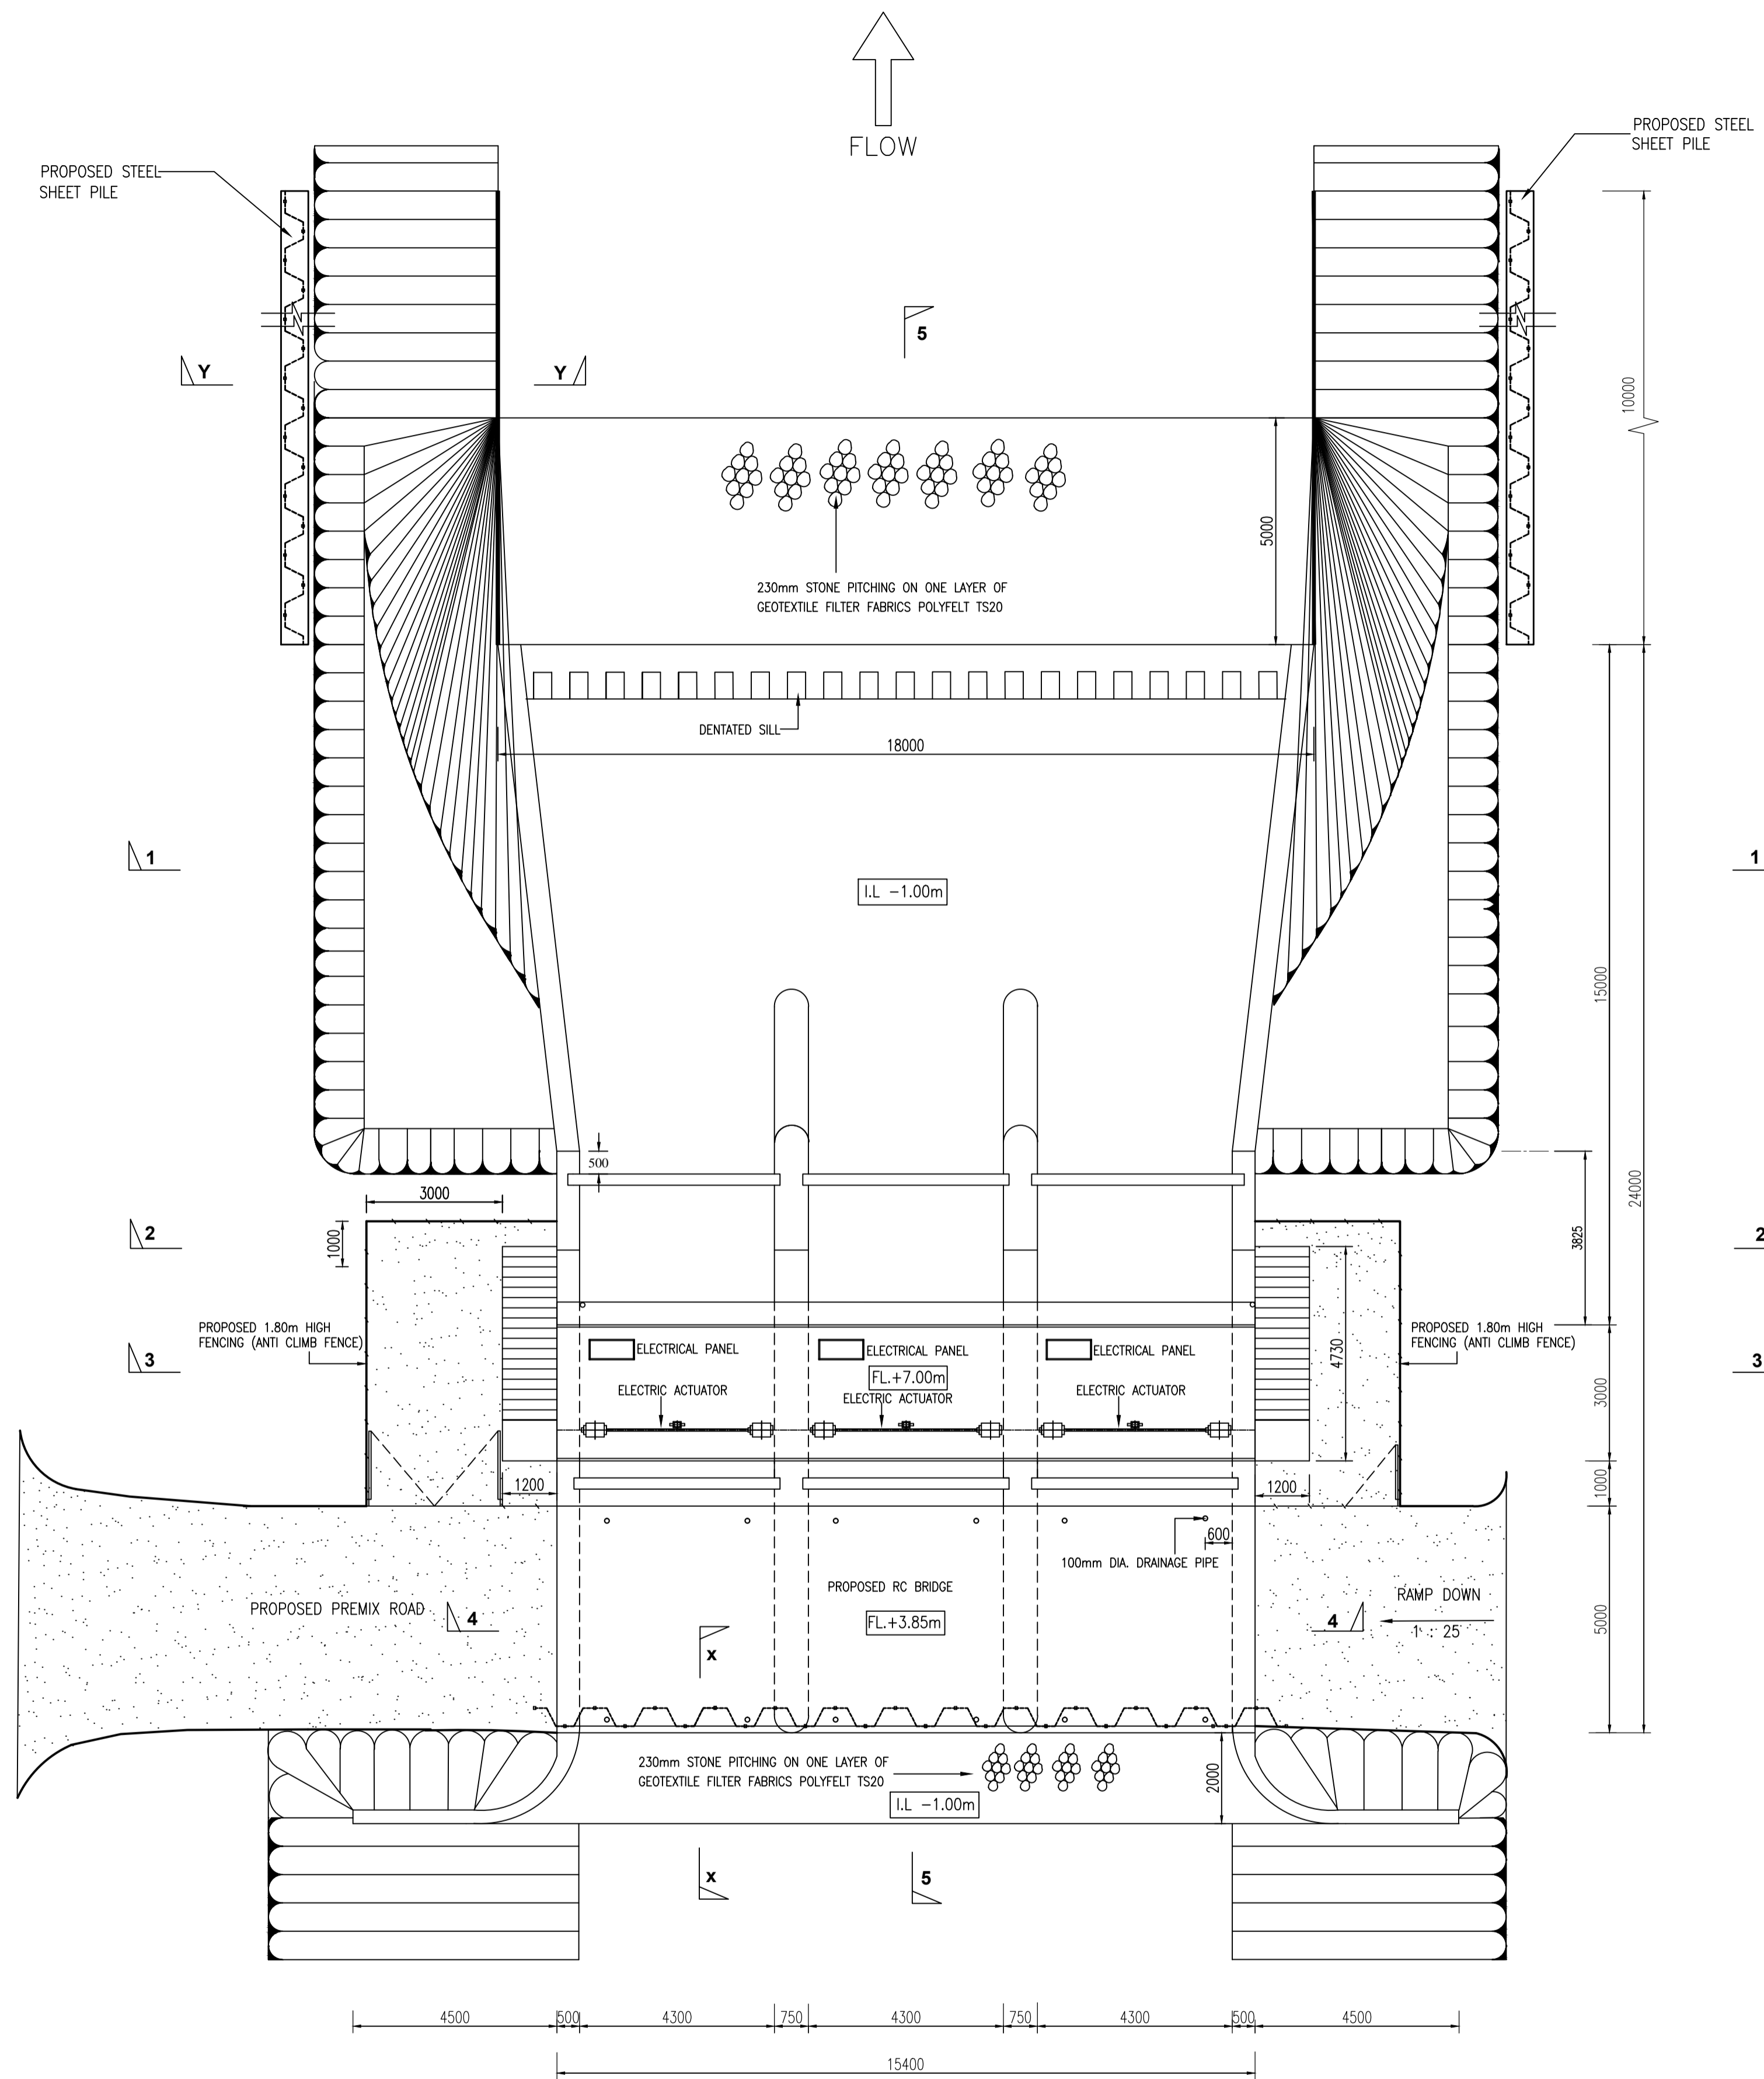 FLOW
PROPOSED STEEL
SHEET PILE
PROPOSED STEEL
SHEET PILE
5
Y
Y
10000
5000
230mm STONE PITCHING ON ONE LAYER OF
GEOTEXTILE FILTER FABRICS POLYFELT TS20
DENTATED SILL
18000
1
1
I.L -1.00m
15000
500
24000
3000
1000
2
2
3825
PROPOSED 1.80m HIGH
FENCING (ANTI CLIMB FENCE)
PROPOSED 1.80m HIGH
FENCING (ANTI CLIMB FENCE)
3
3
ELECTRICAL PANEL
ELECTRICAL PANEL
ELECTRICAL PANEL
4730
FL.+7.00m
ELECTRIC ACTUATOR
ELECTRIC ACTUATOR
ELECTRIC ACTUATOR
3000
1200
1200
1000
600
100mm DIA. DRAINAGE PIPE
PROPOSED RC BRIDGE
PROPOSED PREMIX ROAD
4
FL.+3.85m
4
RAMP DOWN
1 : 25
5000
x
230mm STONE PITCHING ON ONE LAYER OF
GEOTEXTILE FILTER FABRICS POLYFELT TS20
I.L -1.00m
2000
x
5
4500
500
4300
750
4300
750
4300
500
4500
15400